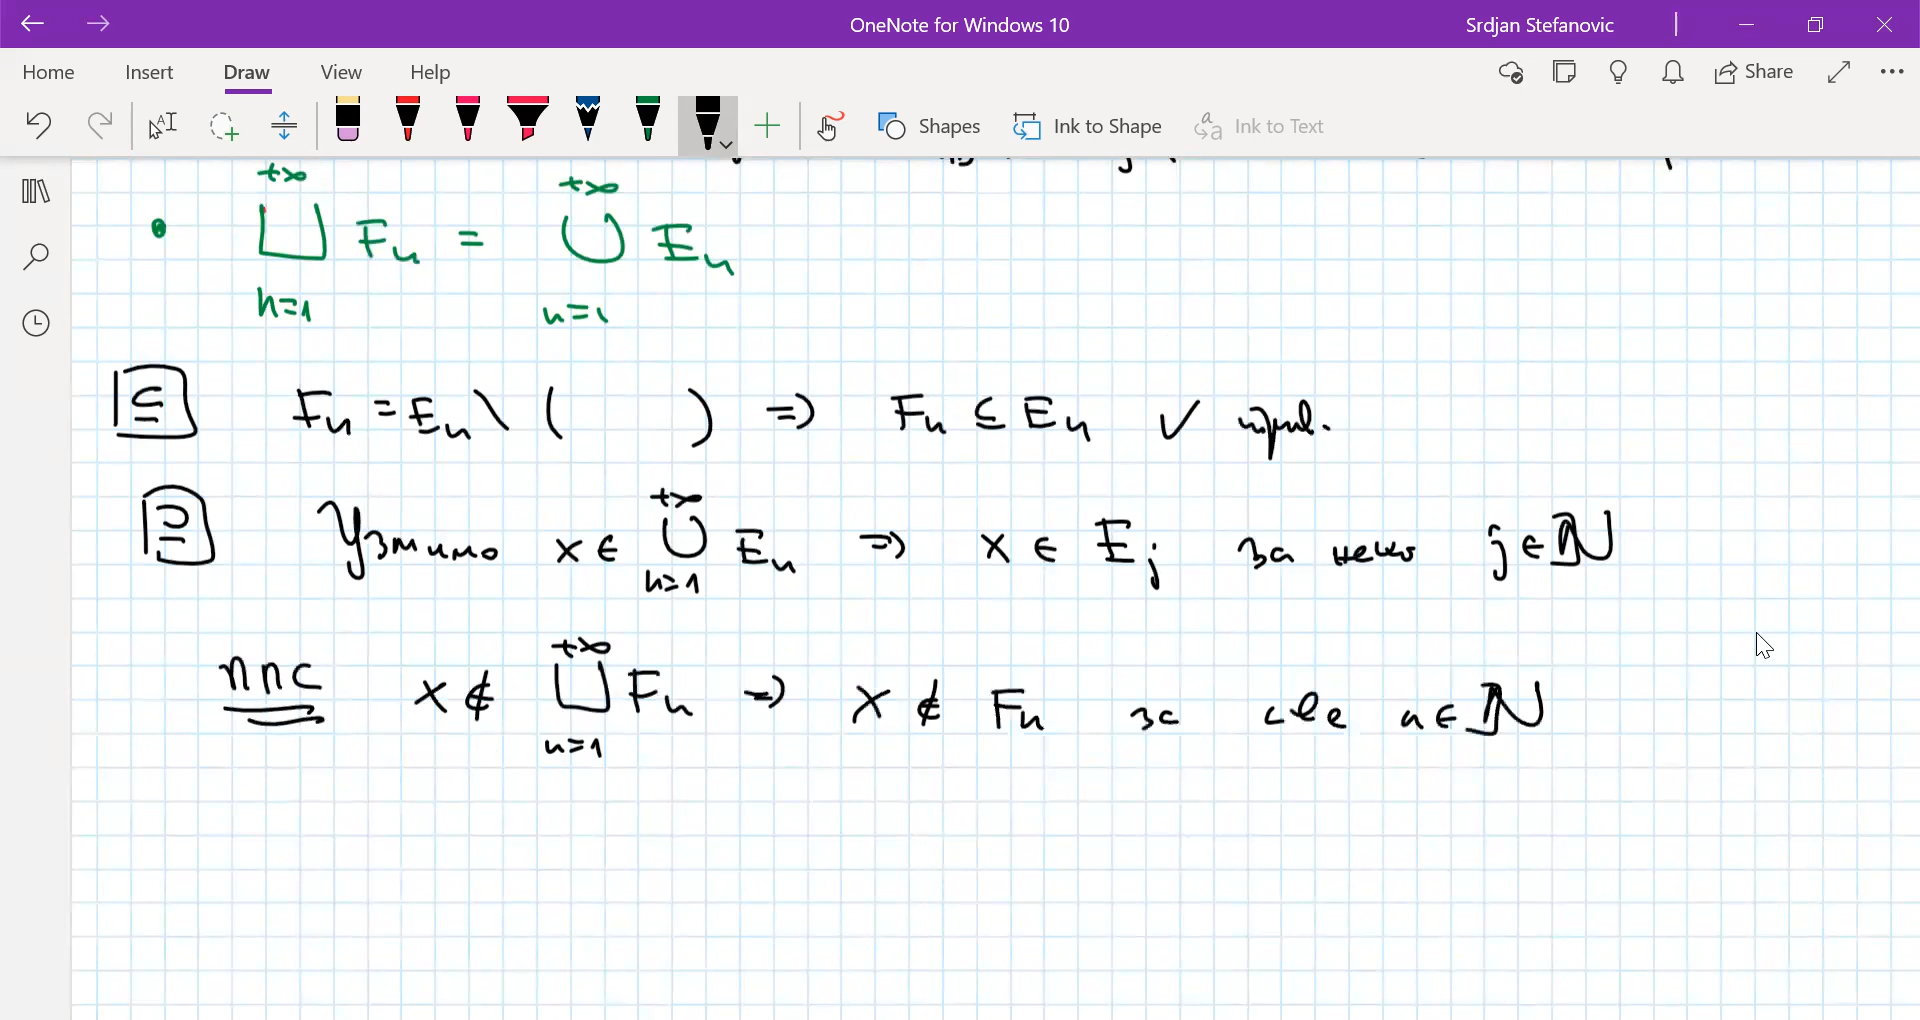 OneNote for Windows 10
Srdjan Stefanovic
Home Insert Draw View Help
Share
Shapes Ink to Shape Ink to Text
+∞ +∞
• ⊔ Fₙ = ∪ Eₙ
n=1 n=1
⊆ Fₙ = Eₙ \ ( ) ⇒ Fₙ ⊆ Eₙ ✓
+∞
⊇ Узмимо x ∈ ∪ Eₙ ⇒ x ∈ Eⱼ за неко j ∈ ℕ
n=1
+∞
ппс x ∉ ⊔ Fₙ ⇒ x ∉ Fₙ за све n ∈ ℕ
n=1